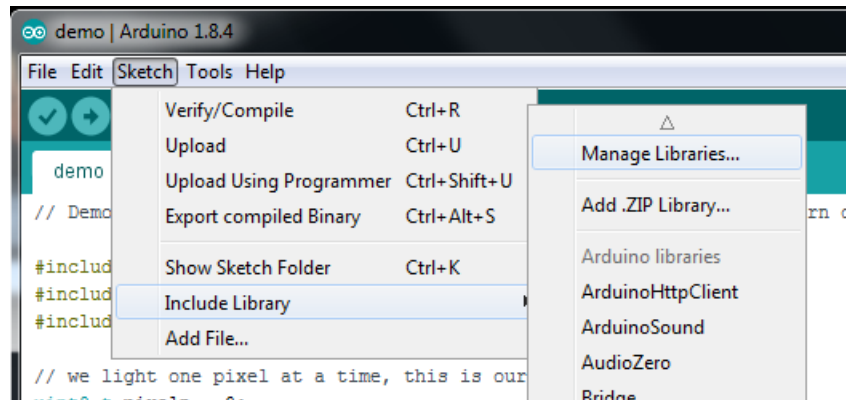 demo | Arduino 1.8.4
File Edit Sketch Tools Help
Verify/Compile Ctrl+R
Upload Ctrl+U
Upload Using Programmer Ctrl+Shift+U
Export compiled Binary Ctrl+Alt+S
Show Sketch Folder Ctrl+K
Include Library
Add File...
Manage Libraries...
Add .ZIP Library...
Arduino libraries
ArduinoHttpClient
ArduinoSound
AudioZero
Bridge
demo
// Demo
#includ
#includ
#includ
// we light one pixel at a time, this is our